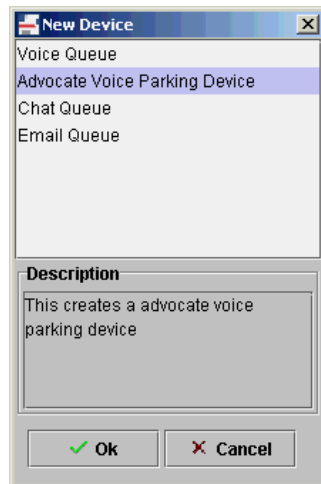 New Device
Voice Queue
Advocate Voice Parking Device
Chat Queue
Email Queue
Description
This creates a advocate voice
parking device
Ok
Cancel